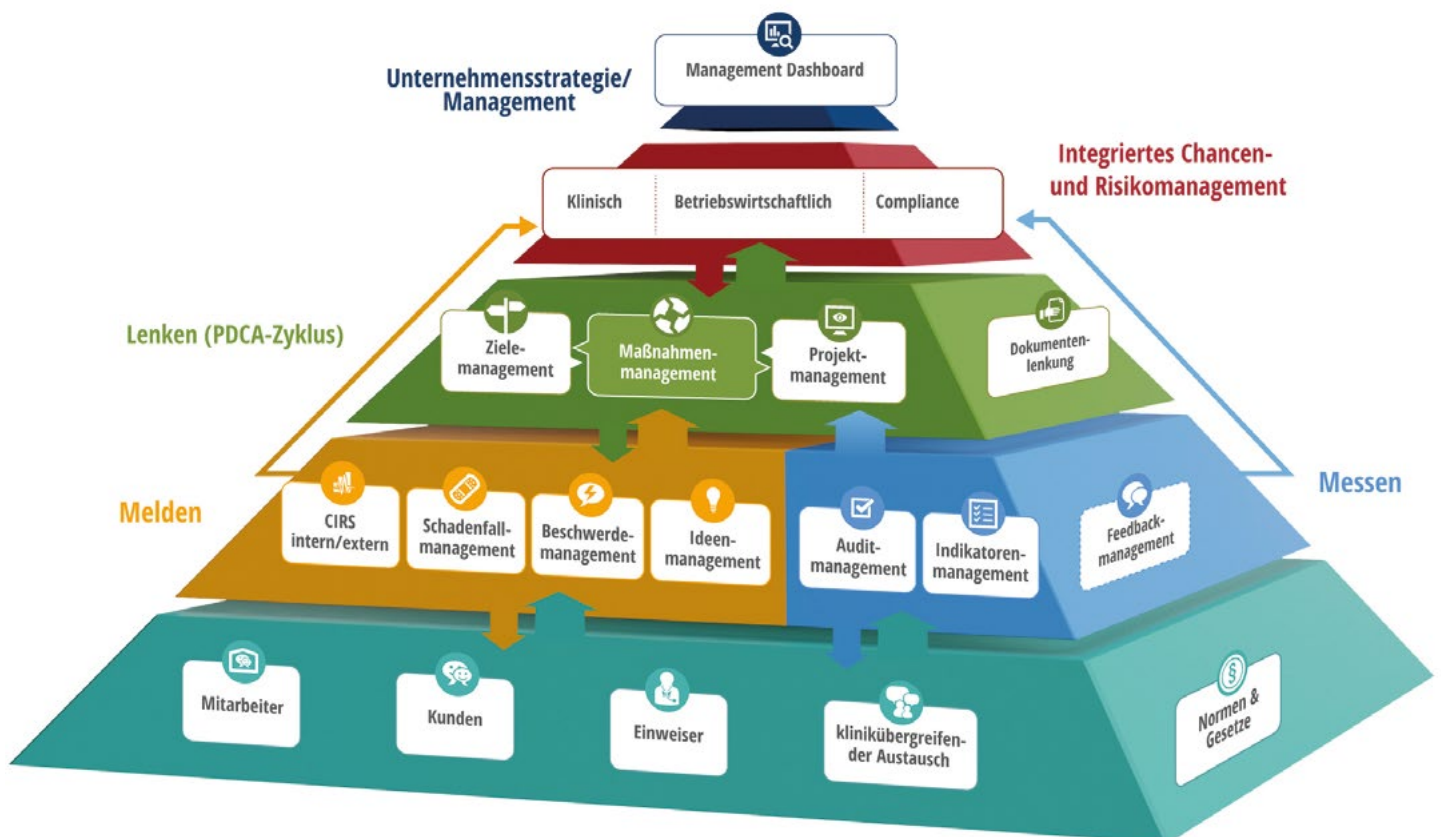 Management Dashboard
Unternehmensstrategie/
Management
Integriertes Chancen-
und Risikomanagement
Klinisch
Betriebswirtschaftlich
Compliance
Lenken (PDCA-Zyklus)
Ziele-
management
Maßnahmen-
management
Projekt-
management
Dokumenten-
lenkung
Melden
CIRS
intern/extern
Schadenfall-
management
Beschwerde-
management
Ideen-
management
Audit-
management
Indikatoren-
management
Feedback-
management
Messen
Mitarbeiter
Kunden
Einweiser
klinikübergreifen-
der Austausch
§
Normen &
Gesetze